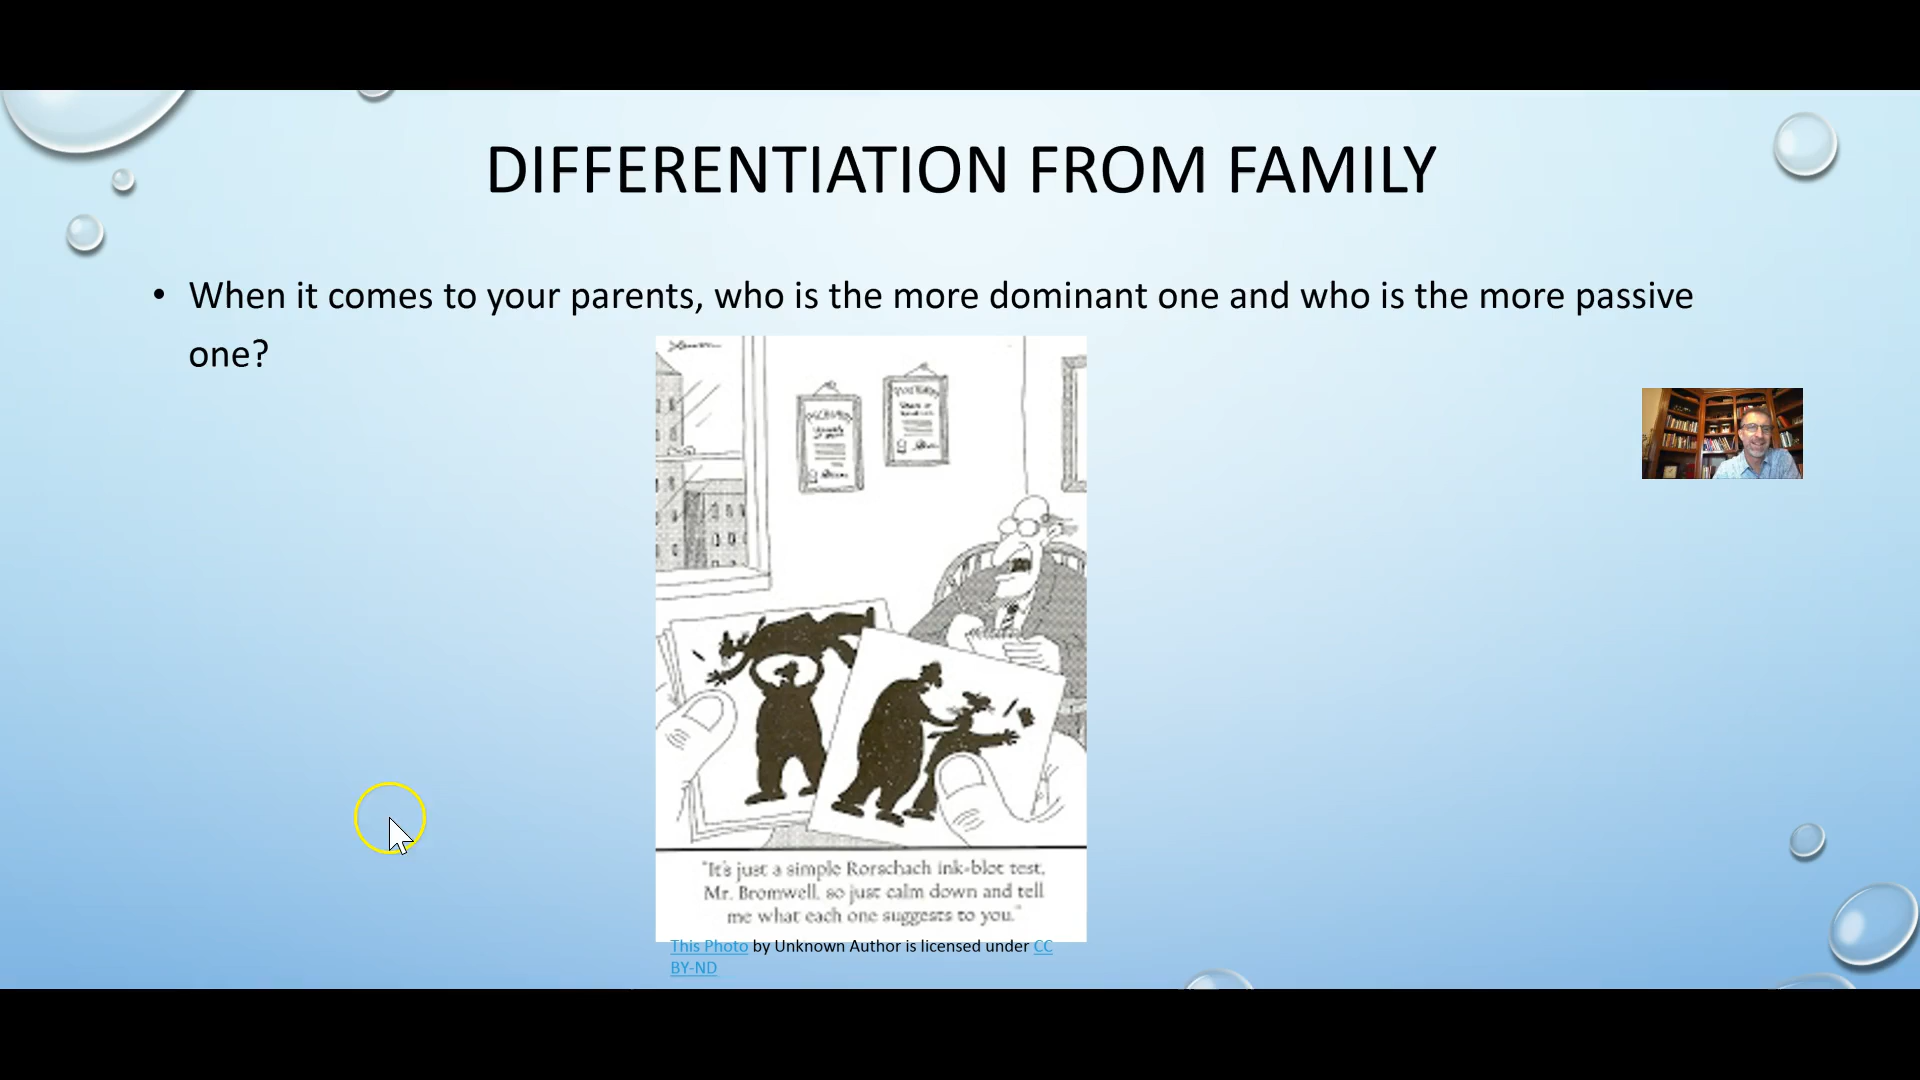 DIFFERENTIATION FROM FAMILY
• When it comes to your parents, who is the more dominant one and who is the more passive
one?
"It's just a simple Rorschach ink-blot test,
Mr. Bromwell, so just calm down and tell
me what each one suggests to you."
This Photo by Unknown Author is licensed under CC
BY-ND